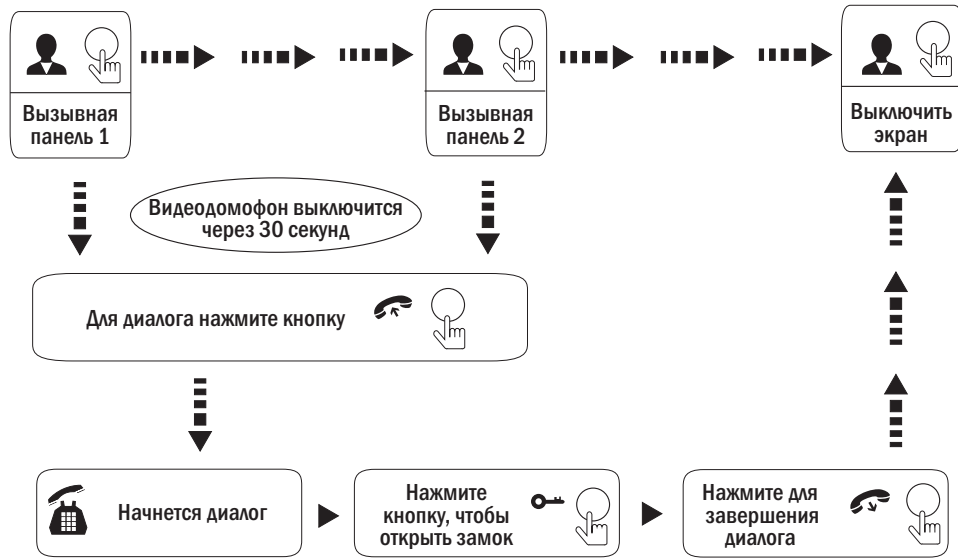 Вызывная
панель 1
Вызывная
панель 2
Выключить
экран
Видеодомофон выключится
через 30 секунд
Для диалога нажмите кнопку
Начнется диалог
Нажмите
кнопку, чтобы
открыть замок
Нажмите для
завершения
диалога